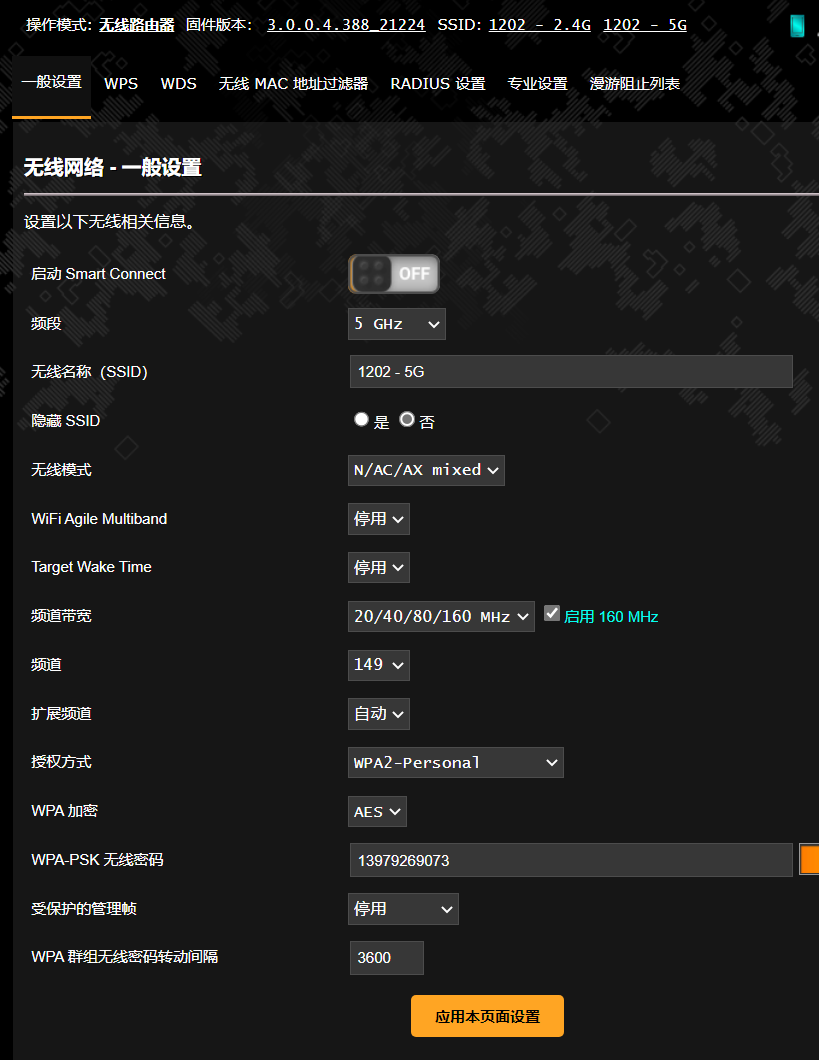 操作模式: 无线路由器 固件版本: 3.0.0.4.388_21224 SSID: 1202 - 2.4G 1202 - 5G
一般设置 WPS WDS 无线 MAC 地址过滤器 RADIUS 设置 专业设置 漫游阻止列表
无线网络 - 一般设置
设置以下无线相关信息。
启动 Smart Connect OFF
频段 5 GHz
无线名称（SSID） 1202 - 5G
隐藏 SSID 是 否
无线模式 N/AC/AX mixed
WiFi Agile Multiband 停用
Target Wake Time 停用
频道带宽 20/40/80/160 MHz 启用 160 MHz
频道 149
扩展频道 自动
授权方式 WPA2-Personal
WPA 加密 AES
WPA-PSK 无线密码 13979269073
受保护的管理帧 停用
WPA 群组无线密码转动间隔 3600
应用本页面设置